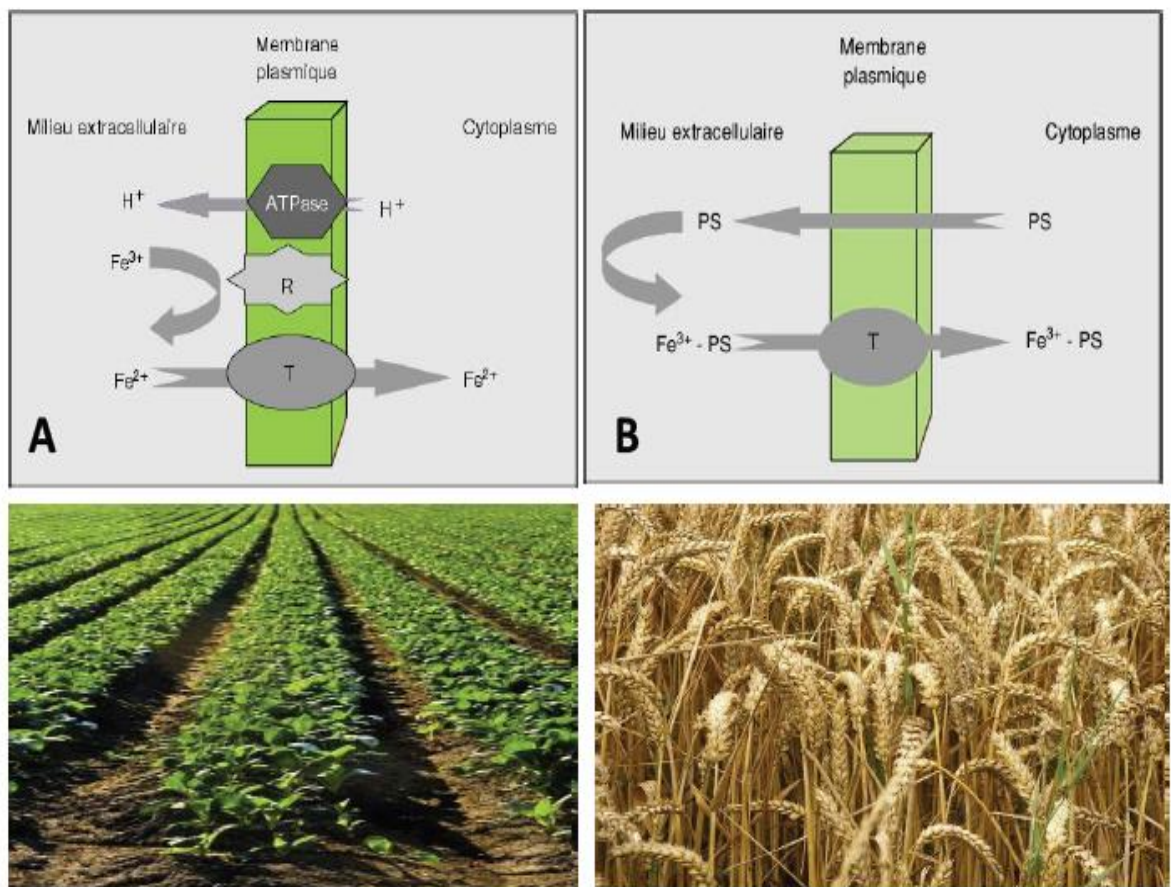 Membrane
plasmique
Milieu extracallulaire
Cytoplasme
H⁺
ATPase
H⁺
Fe³⁺
R
Fe²⁺
T
Fe²⁺
A
Membrane
plasmique
Milieu extracellulaire
Cytoplasme
PS
PS
Fe³⁺ - PS
T
Fe³⁺ - PS
B